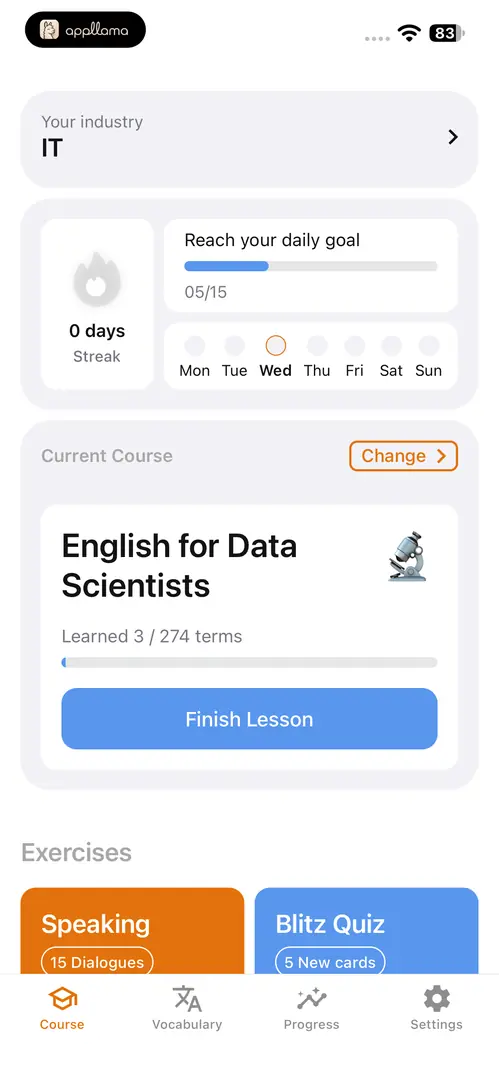 appllama
83
Your industry
IT
Reach your daily goal
05/15
0 days
Streak
Mon Tue Wed Thu Fri Sat Sun
Current Course
Change
English for Data
Scientists
Learned 3 / 274 terms
Finish Lesson
Exercises
Speaking
15 Dialogues
Blitz Quiz
5 New cards
Course
Vocabulary
Progress
Settings